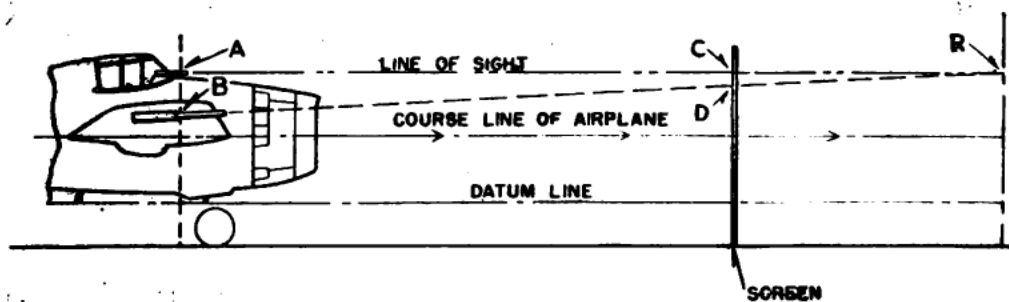 A
C
R
LINE OF SIGHT
B
D
COURSE LINE OF AIRPLANE
DATUM LINE
SCREEN